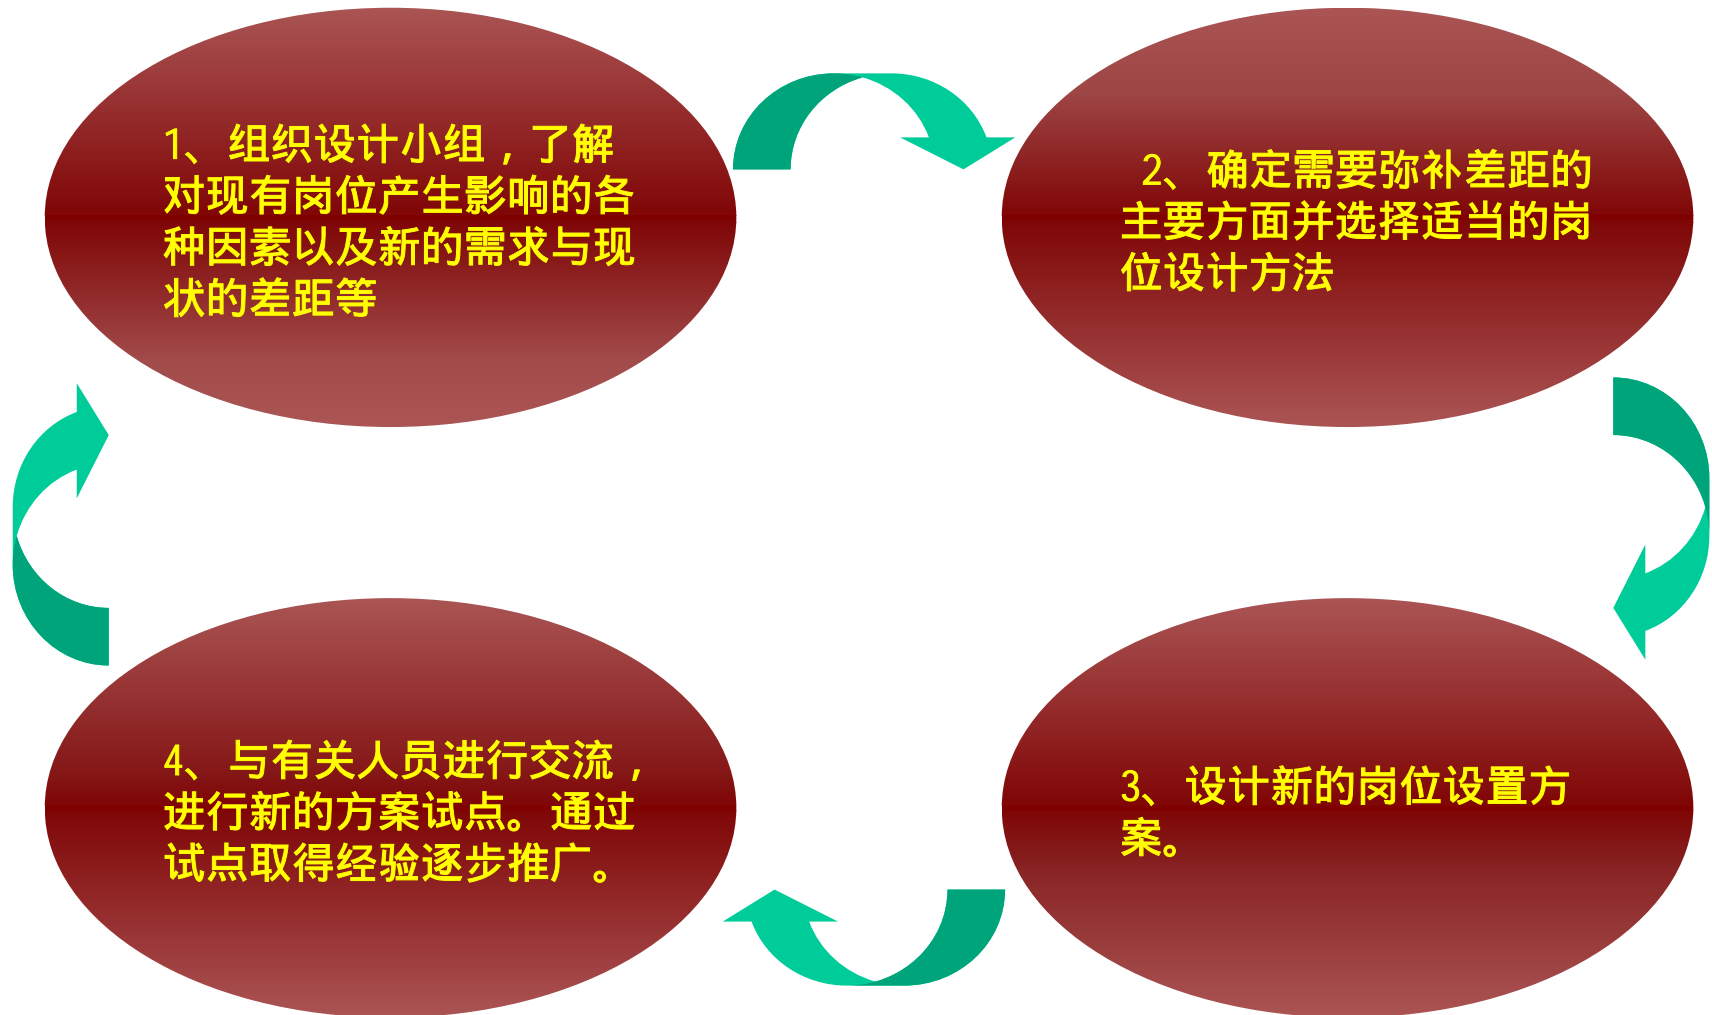 1、组织设计小组，了解
对现有岗位产生影响的各
种因素以及新的需求与现
状的差距等
2、确定需要弥补差距的
主要方面并选择适当的岗
位设计方法
3、设计新的岗位设置方
案。
4、与有关人员进行交流，
进行新的方案试点。通过
试点取得经验逐步推广。